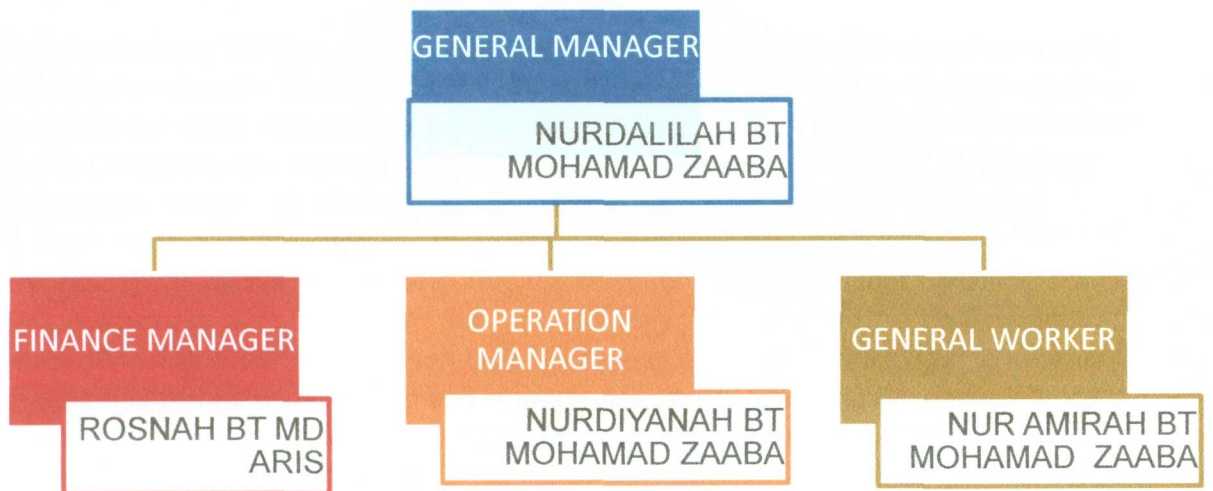 GENERAL MANAGER
NURDALILAH BT
MOHAMAD ZAABA
FINANCE MANAGER
ROSNAH BT MD
ARIS
OPERATION
MANAGER
NURDIYANAH BT
MOHAMAD ZAABA
GENERAL WORKER
NUR AMIRAH BT
MOHAMAD ZAABA